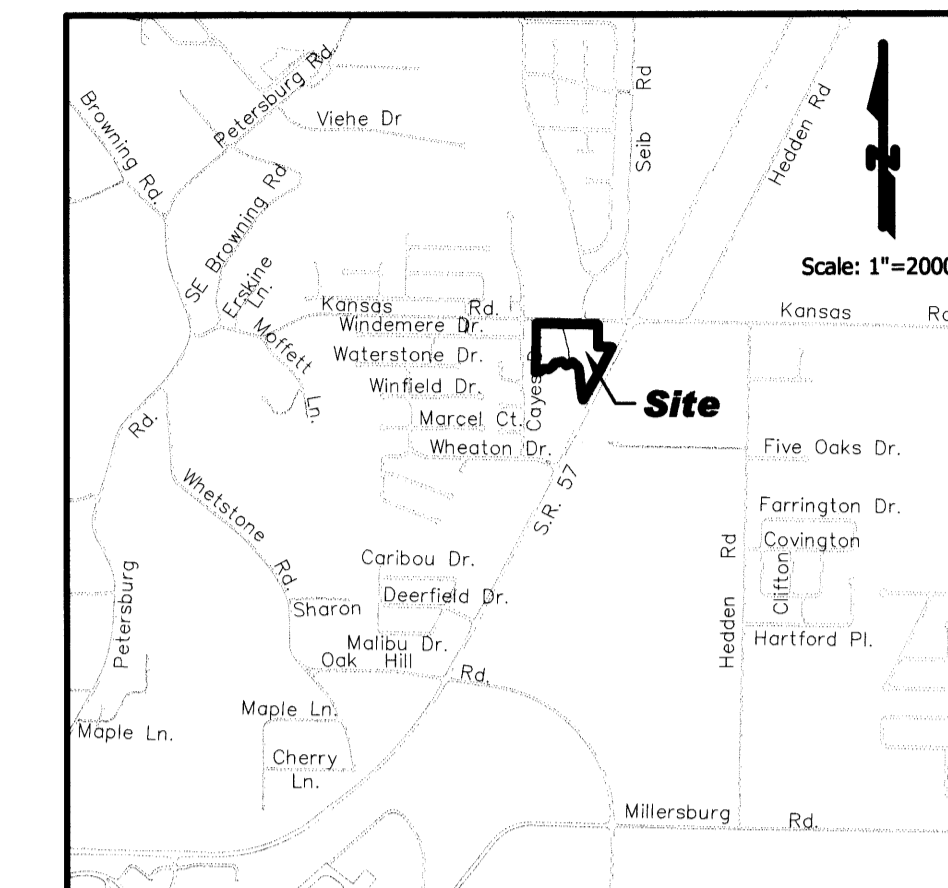 Petersburg Rd.
Browning Rd.
Viehe Dr
Seib Rd
Hedden Rd
N
SE Browning Rd
Erskine Ln.
Scale: 1"=2000
Kansas Rd.
Kansas Rd
Windemere Dr.
Moffett Ln.
Waterstone Dr.
Winfield Dr.
Site
Marcel Ct.
Wheaton Dr.
Rd.
Five Oaks Dr.
Whetstone Rd.
S.R. 57
Farrington Dr.
Covington
Caribou Dr.
Clifton
Deerfield Dr.
Sharon
Petersburg
Hedden Rd
Hartford Pl.
Malibu Dr.
Oak Hill Rd.
Maple Ln.
Maple Ln.
Cherry
Ln.
Millersburg Rd.